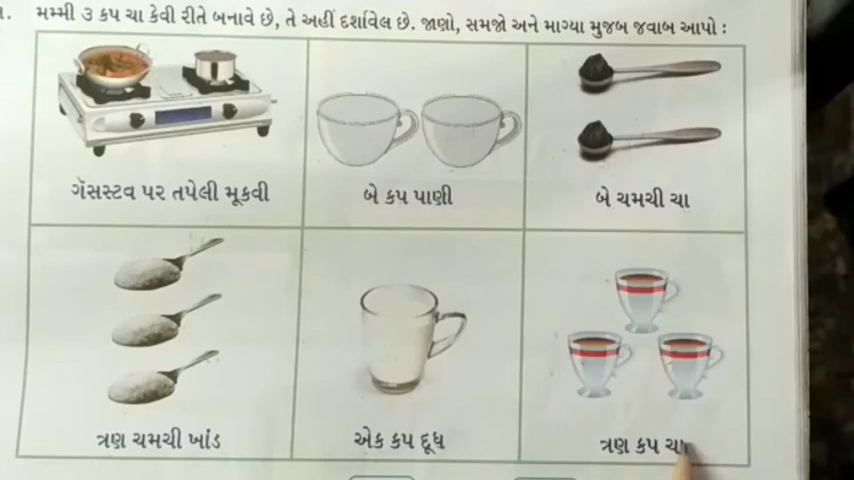 મમ્મી ૩ કપ ચા કેવી રીતે બનાવે છે, તે અહીં દર્શાવેલ છે. જાણો, સમજો અને માગ્યા મુજબ જવાબ આપો :
ગૅસસ્ટવ પર તપેલી મૂકવી
બે કપ પાણી
બે ચમચી ચા
ત્રણ ચમચી ખાંડ
એક કપ દૂધ
ત્રણ કપ ચા